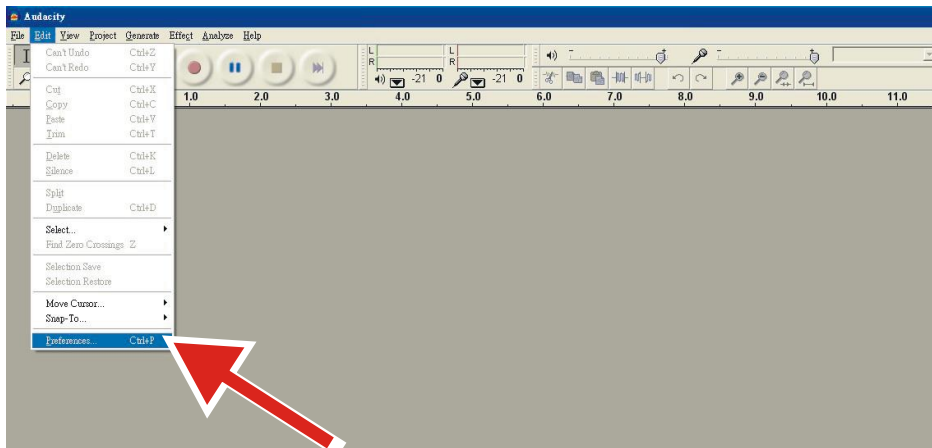 Audacity
File Edit View Project Generate Effect Analyze Help
Can't Undo Ctrl+Z
Can't Redo Ctrl+Y
Cut Ctrl+X
Copy Ctrl+C
Paste Ctrl+V
Trim Ctrl+T
Delete Ctrl+K
Silence Ctrl+L
Split
Duplicate Ctrl+D
Select...
Find Zero Crossings Z
Selection Save
Selection Restore
Move Cursor...
Snap-To...
Preferences... Ctrl+P
L L
R R
-21 0 -21 0
1.0 2.0 3.0 4.0 5.0 6.0 7.0 8.0 9.0 10.0 11.0